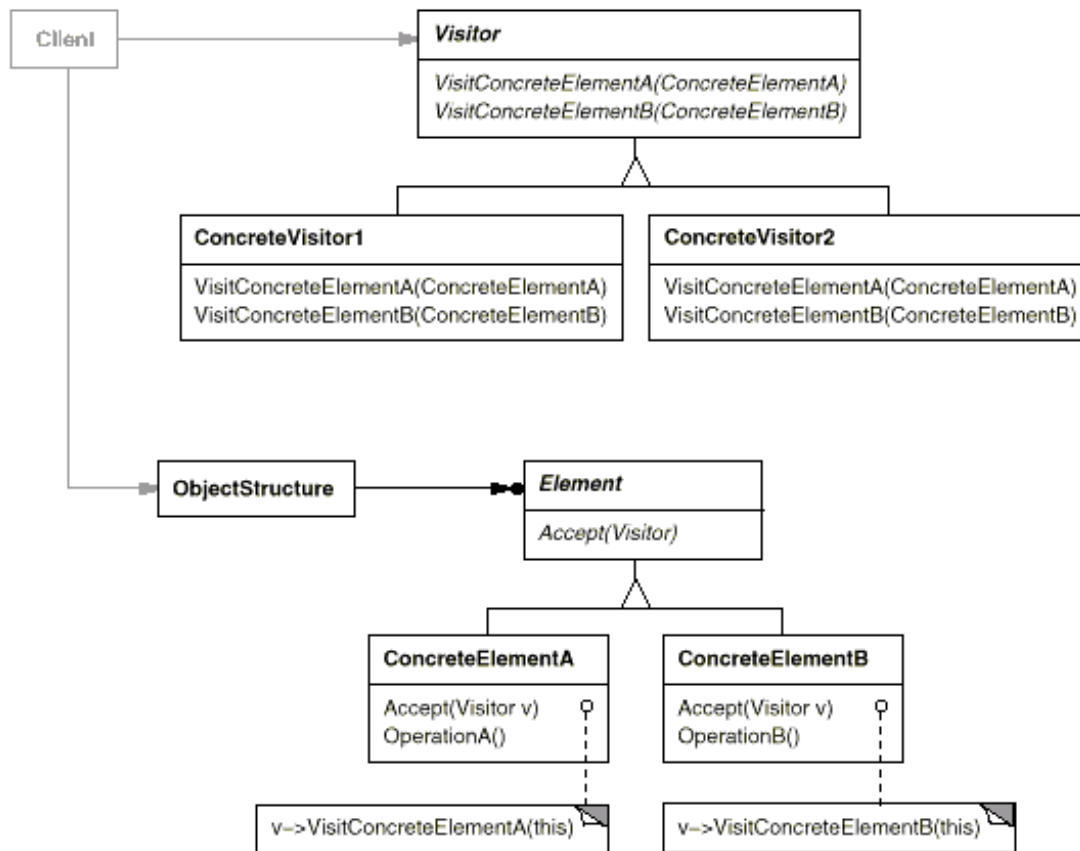 Client
Visitor
VisitConcreteElementA(ConcreteElementA)
VisitConcreteElementB(ConcreteElementB)
ConcreteVisitor1
VisitConcreteElementA(ConcreteElementA)
VisitConcreteElementB(ConcreteElementB)
ConcreteVisitor2
VisitConcreteElementA(ConcreteElementA)
VisitConcreteElementB(ConcreteElementB)
ObjectStructure
Element
Accept(Visitor)
ConcreteElementA
Accept(Visitor v)
OperationA()
ConcreteElementB
Accept(Visitor v)
OperationB()
v->VisitConcreteElementA(this)
v->VisitConcreteElementB(this)